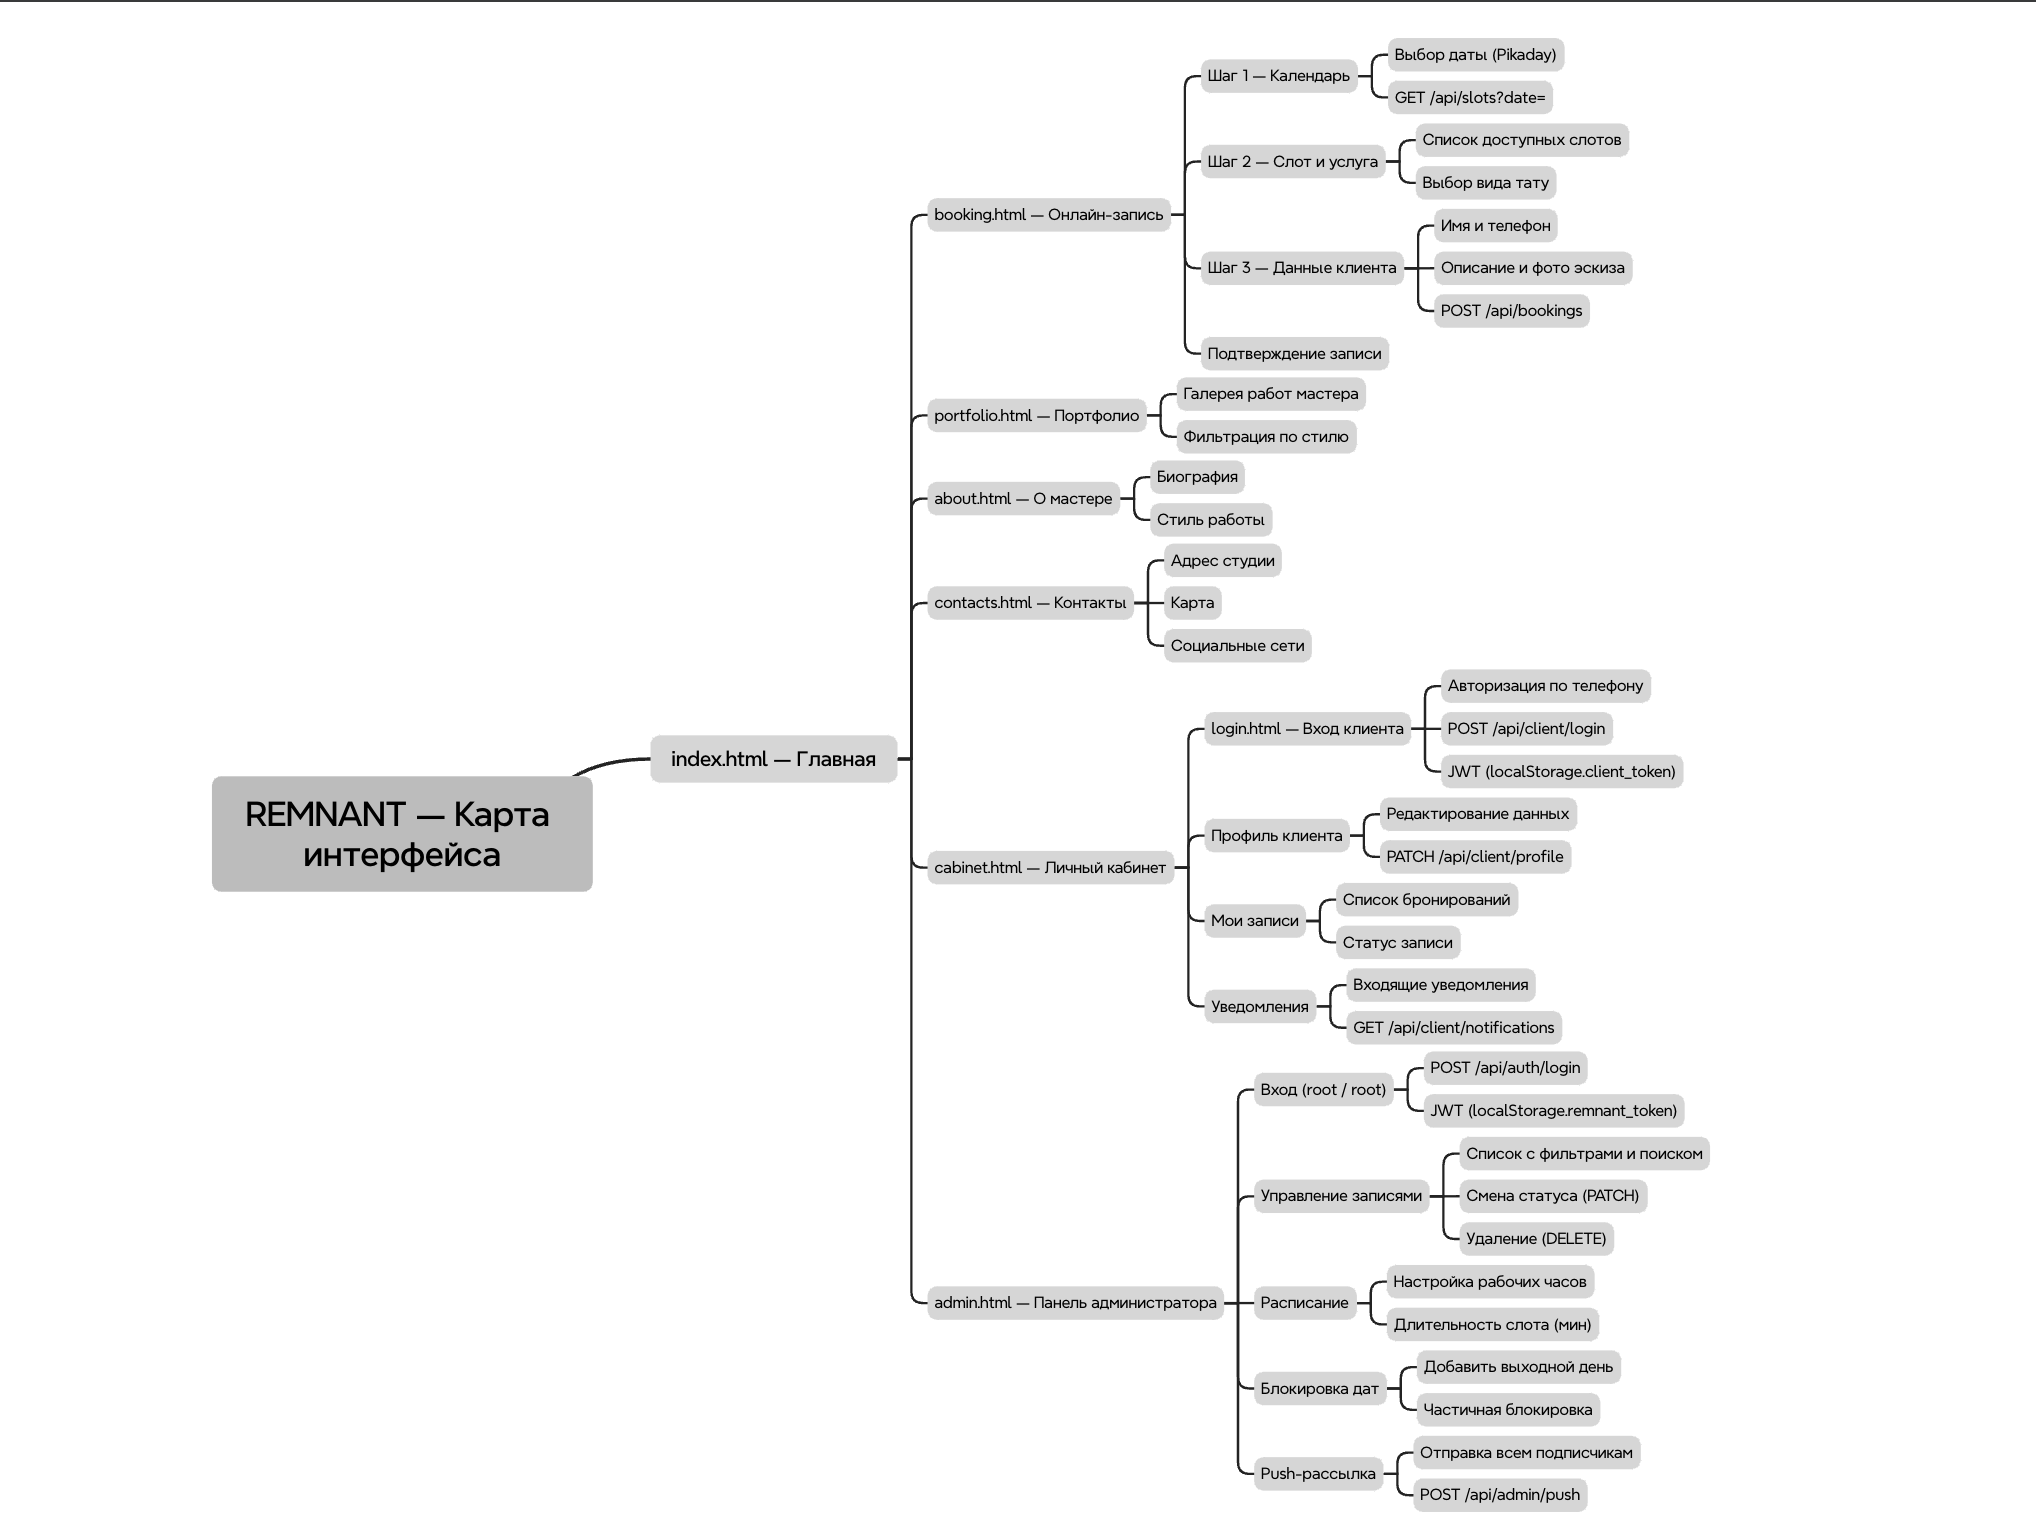 REMNANT — Карта
интерфейса
index.html — Главная
booking.html — Онлайн-запись
Шаг 1 — Календарь
Выбор даты (Pikaday)
GET /api/slots?date=
Шаг 2 — Слот и услуга
Список доступных слотов
Выбор вида тату
Шаг 3 — Данные клиента
Имя и телефон
Описание и фото эскиза
POST /api/bookings
Подтверждение записи
portfolio.html — Портфолио
Галерея работ мастера
Фильтрация по стилю
about.html — О мастере
Биография
Стиль работы
contacts.html — Контакты
Адрес студии
Карта
Социальные сети
cabinet.html — Личный кабинет
login.html — Вход клиента
Авторизация по телефону
POST /api/client/login
JWT (localStorage.client_token)
Профиль клиента
Редактирование данных
PATCH /api/client/profile
Мои записи
Список бронирований
Статус записи
Уведомления
Входящие уведомления
GET /api/client/notifications
admin.html — Панель администратора
Вход (root / root)
POST /api/auth/login
JWT (localStorage.remnant_token)
Управление записями
Список с фильтрами и поиском
Смена статуса (PATCH)
Удаление (DELETE)
Расписание
Настройка рабочих часов
Длительность слота (мин)
Блокировка дат
Добавить выходной день
Частичная блокировка
Push-рассылка
Отправка всем подписчикам
POST /api/admin/push